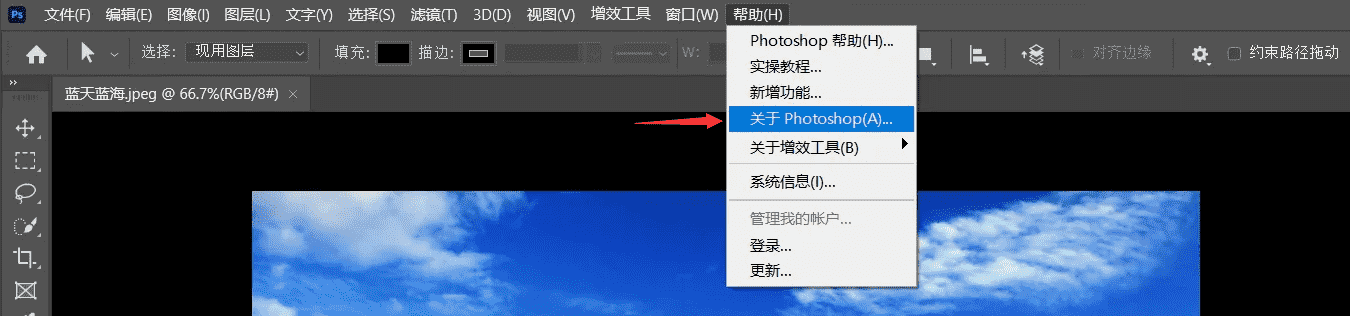 Ps 文件(F) 编辑(E) 图像(I) 图层(L) 文字(Y) 选择(S) 滤镜(T) 3D(D) 视图(V) 增效工具 窗口(W) 帮助(H)
选择: 现用图层 填充: 描边: W: 对齐边缘 约束路径拖动
蓝天蓝海.jpeg @ 66.7%(RGB/8#) ×
Photoshop 帮助(H)...
实操教程...
新增功能...
关于 Photoshop(A)...
关于增效工具(B)
系统信息(I)...
管理我的帐户...
登录...
更新...